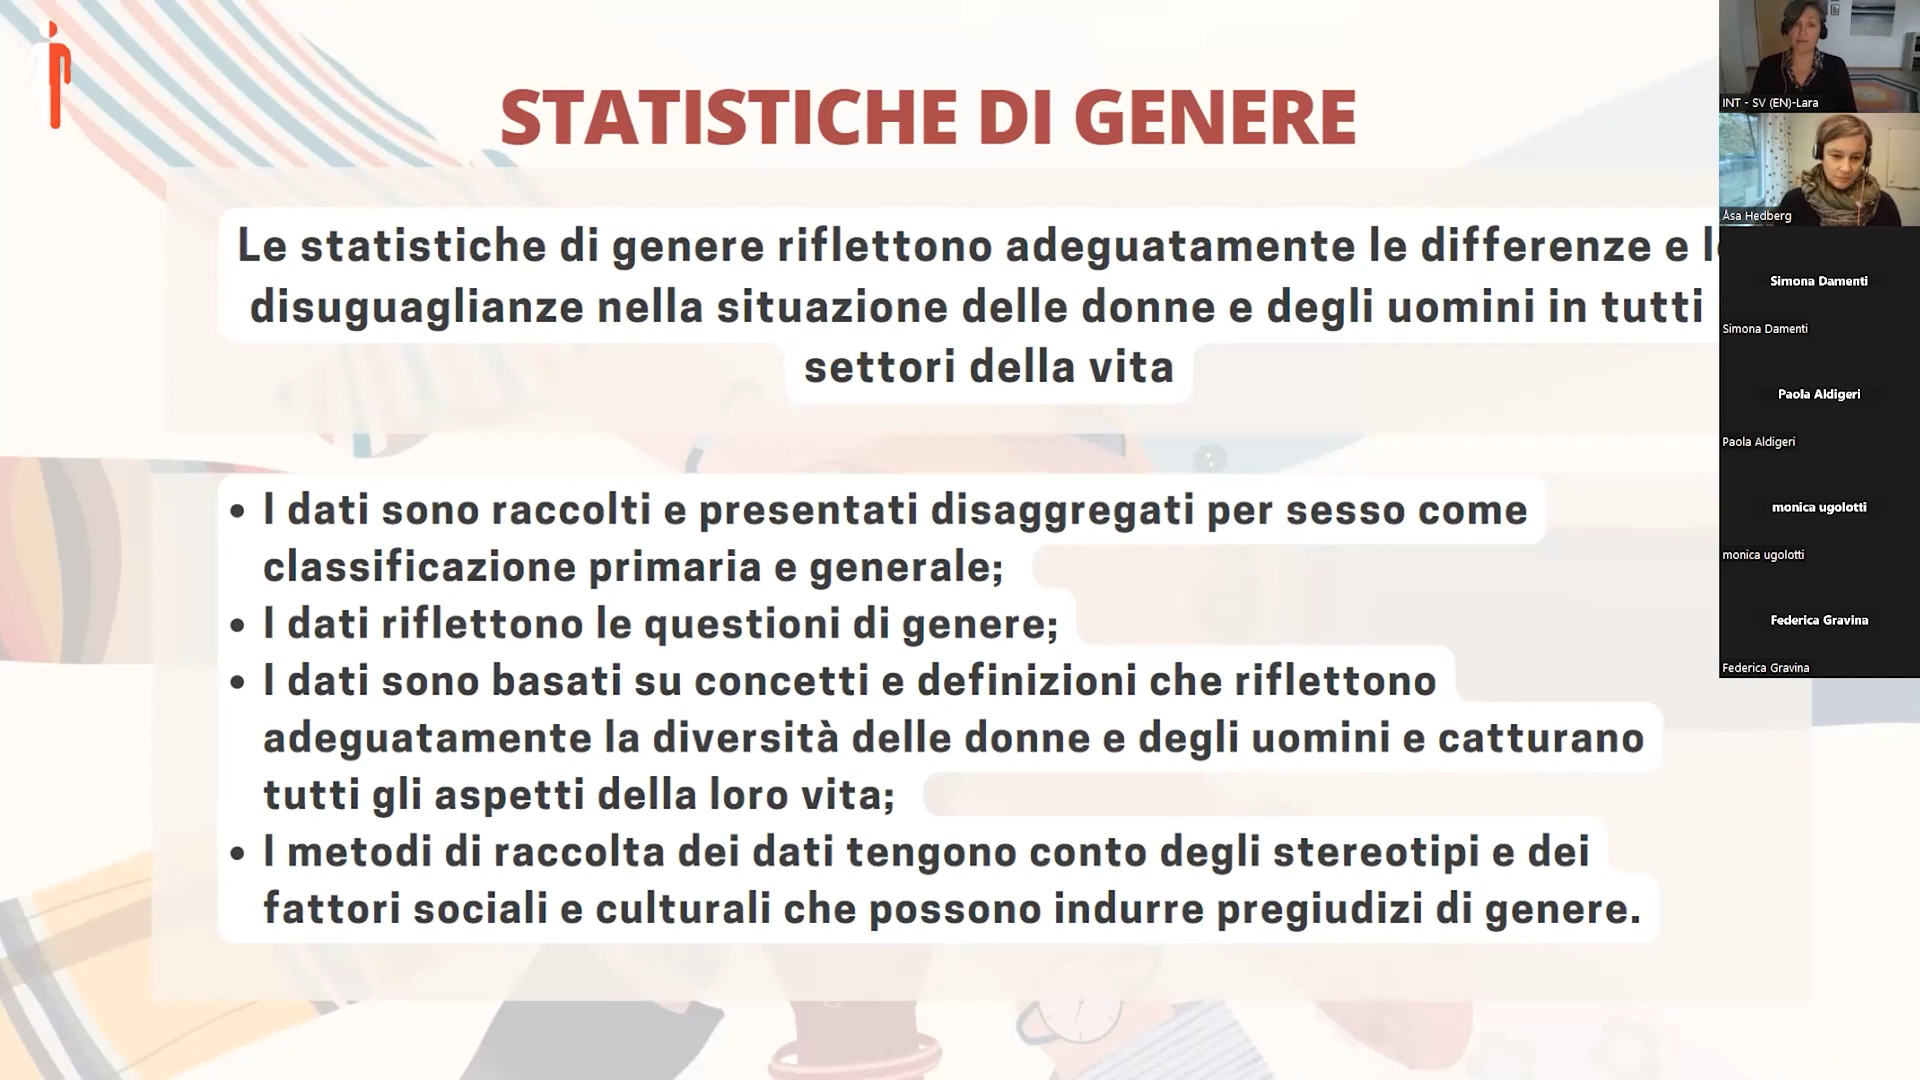 STATISTICHE DI GENERE
Le statistiche di genere riflettono adeguatamente le differenze e
disuguaglianze nella situazione delle donne e degli uomini in tutti
settori della vita
• I dati sono raccolti e presentati disaggregati per sesso come
classificazione primaria e generale;
• I dati riflettono le questioni di genere;
• I dati sono basati su concetti e definizioni che riflettono
adeguatamente la diversità delle donne e degli uomini e catturano
tutti gli aspetti della loro vita;
• I metodi di raccolta dei dati tengono conto degli stereotipi e dei
fattori sociali e culturali che possono indurre pregiudizi di genere.
INT - SV (EN)-Lara
Åsa Hedberg
Simona Damenti
Simona Damenti
Paola Aldigeri
Paola Aldigeri
monica ugolotti
monica ugolotti
Federica Gravina
Federica Gravina